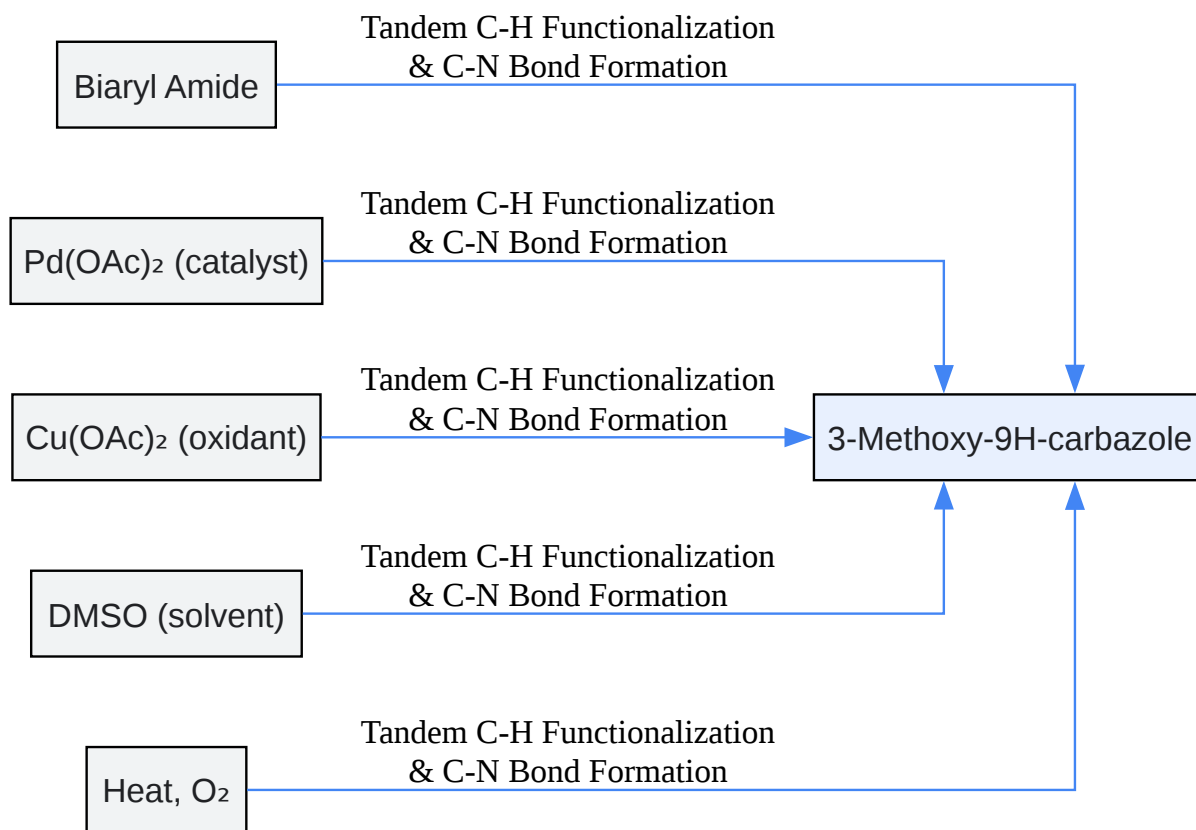 Tandem C-H Functionalization
& C-N Bond Formation
Biaryl Amide
Tandem C-H Functionalization
& C-N Bond Formation
Pd(OAc)₂ (catalyst)
Tandem C-H Functionalization
& C-N Bond Formation
Cu(OAc)₂ (oxidant)
3-Methoxy-9H-carbazole
Tandem C-H Functionalization
& C-N Bond Formation
DMSO (solvent)
Tandem C-H Functionalization
& C-N Bond Formation
Heat, O₂